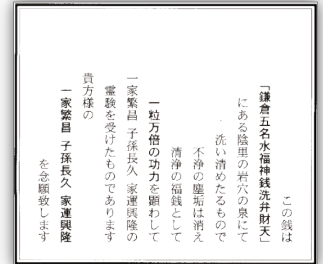 この銭は
「鎌倉五名水福神銭洗弁財天」
にある陰里の岩穴の泉にて
洗い清めたるもので
不浄の塵垢は消え
清浄の福銭として
一粒万倍の功力を顕わして
一家繁昌 子孫長久 家運興隆の
霊験を受けたものであります
貴方様の
一家繁昌 子孫長久 家運興隆
を念願致します